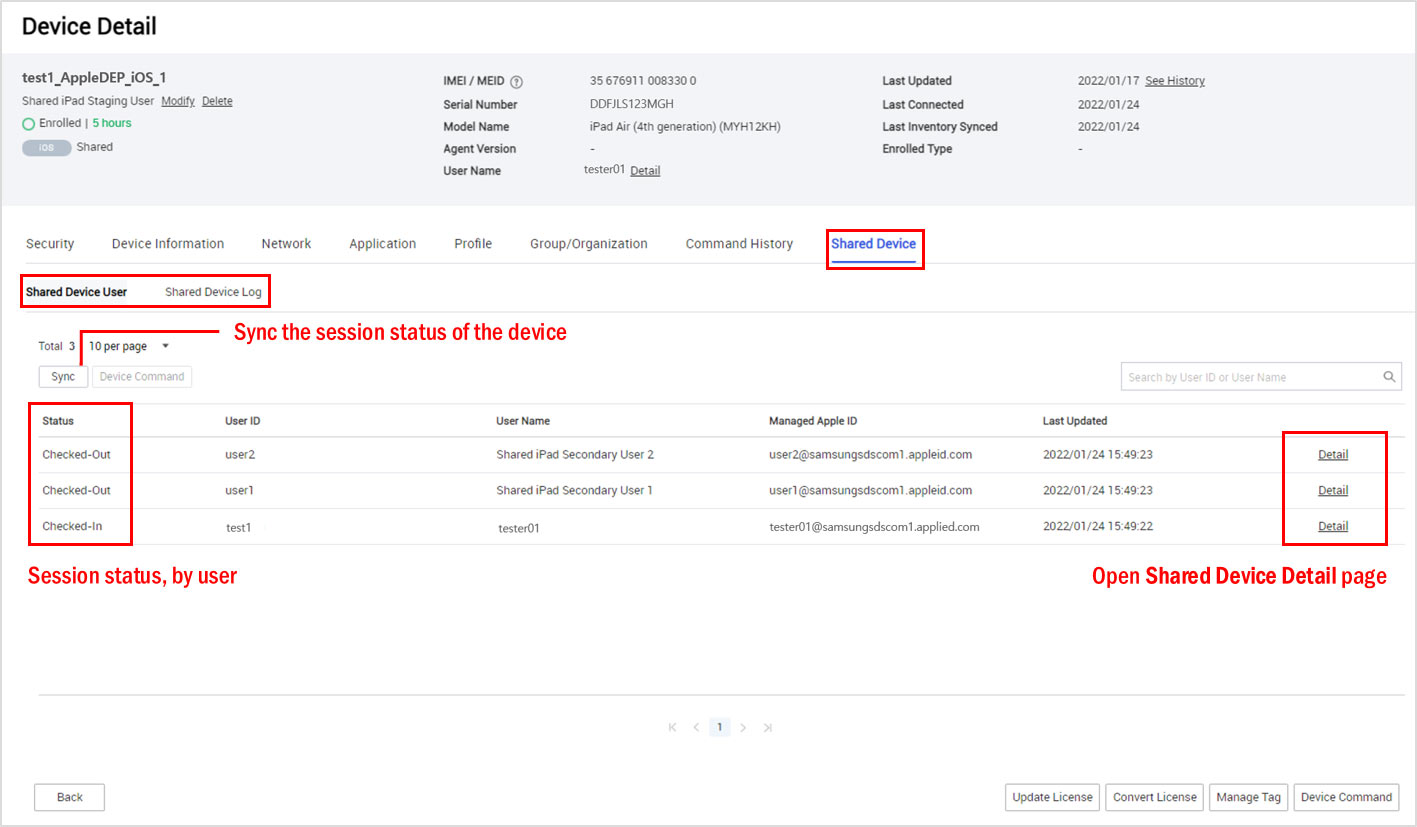 Device Detail
test1_AppleDEP_iOS_1
Shared iPad Staging User Modify Delete
Enrolled | 5 hours
iOS Shared
IMEI / MEID ? 35 676911 008330 0
Serial Number DDFJLS123MGH
Model Name iPad Air (4th generation) (MYH12KH)
Agent Version -
User Name tester01 Detail
Last Updated 2022/01/17 See History
Last Connected 2022/01/24
Last Inventory Synced 2022/01/24
Enrolled Type -
Security Device Information Network Application Profile Group/Organization Command History Shared Device
Shared Device User Shared Device Log
Sync the session status of the device
Total 3 10 per page
Sync Device Command Search by User ID or User Name
Status User ID User Name Managed Apple ID Last Updated
Checked-Out user2 Shared iPad Secondary User 2 user2@samsungsdscom1.appleid.com 2022/01/24 15:49:23 Detail
Checked-Out user1 Shared iPad Secondary User 1 user1@samsungsdscom1.appleid.com 2022/01/24 15:49:23 Detail
Checked-In test1 tester01 tester01@samsungsdscom1.applied.com 2022/01/24 15:49:22 Detail
Session status, by user Open Shared Device Detail page
1
Back Update License Convert License Manage Tag Device Command